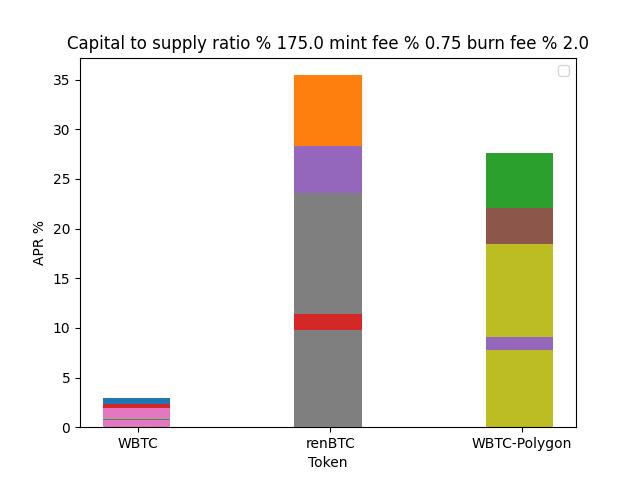 Capital to supply ratio % 175.0 mint fee % 0.75 burn fee % 2.0
35
30
25
20
15
10
5
0
APR %
WBTC renBTC WBTC-Polygon
Token